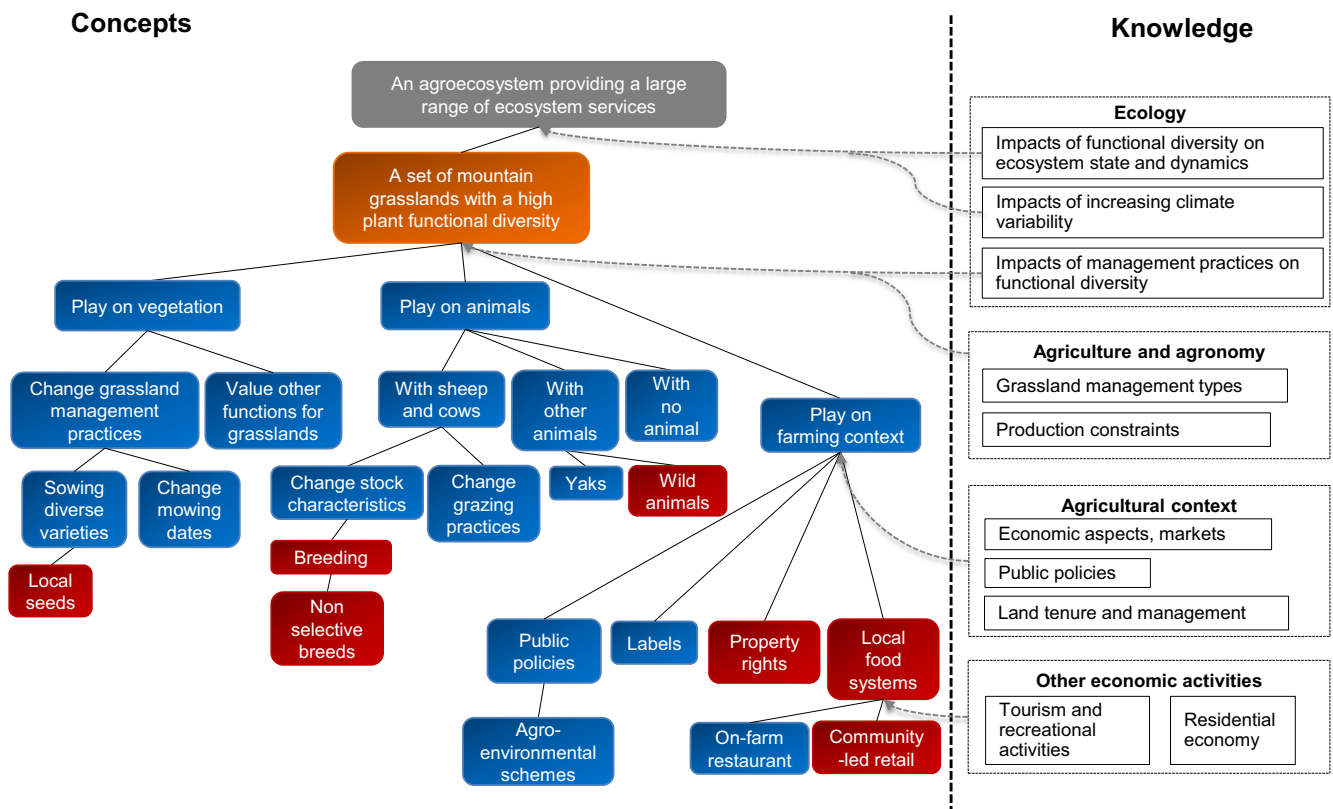 Concepts
Knowledge
An agroecosystem providing a large
range of ecosystem services
A set of mountain
grasslands with a high
plant functional diversity
Play on vegetation
Play on animals
Change grassland
management
practices
Value other
functions for
grasslands
With sheep
and cows
With
other
animals
With
no
animal
Play on
farming context
Sowing
diverse
varieties
Change
mowing
dates
Change stock
characteristics
Change
grazing
practices
Yaks
Wild
animals
Local
seeds
Breeding
Non
selective
breeds
Public
policies
Labels
Property
rights
Local
food
systems
Agro-
environmental
schemes
On-farm
restaurant
Community
-led retail
Ecology
Impacts of functional diversity on
ecosystem state and dynamics
Impacts of increasing climate
variability
Impacts of management practices on
functional diversity
Agriculture and agronomy
Grassland management types
Production constraints
Agricultural context
Economic aspects, markets
Public policies
Land tenure and management
Other economic activities
Tourism and
recreational
activities
Residential
economy